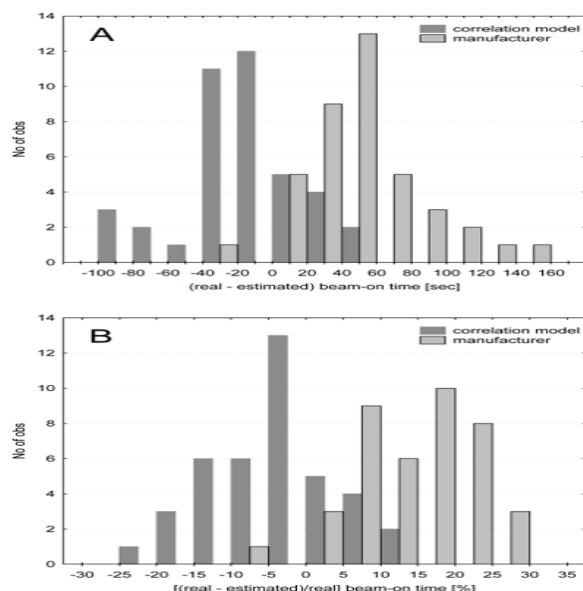 14
A
correlation model
manufacturer
12
10
8
6
4
2
0
No of obs
-100 -80 -60 -40 -20 0 20 40 60 80 100 120 140 160
(real - estimated) beam-on time [sec]
14
B
correlation model
manufacturer
12
10
8
6
4
2
0
No of obs
-30 -25 -20 -15 -10 -5 0 5 10 15 20 25 30 35
[(real - estimated)/real] beam-on time [%]